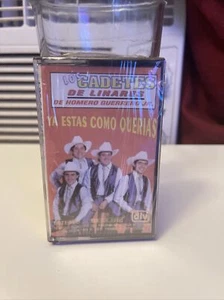 LOS CADETES
DE LINARES
DE HOMERO GUERRERO JR.
YA ESTAS COMO QUERIAS
dlv